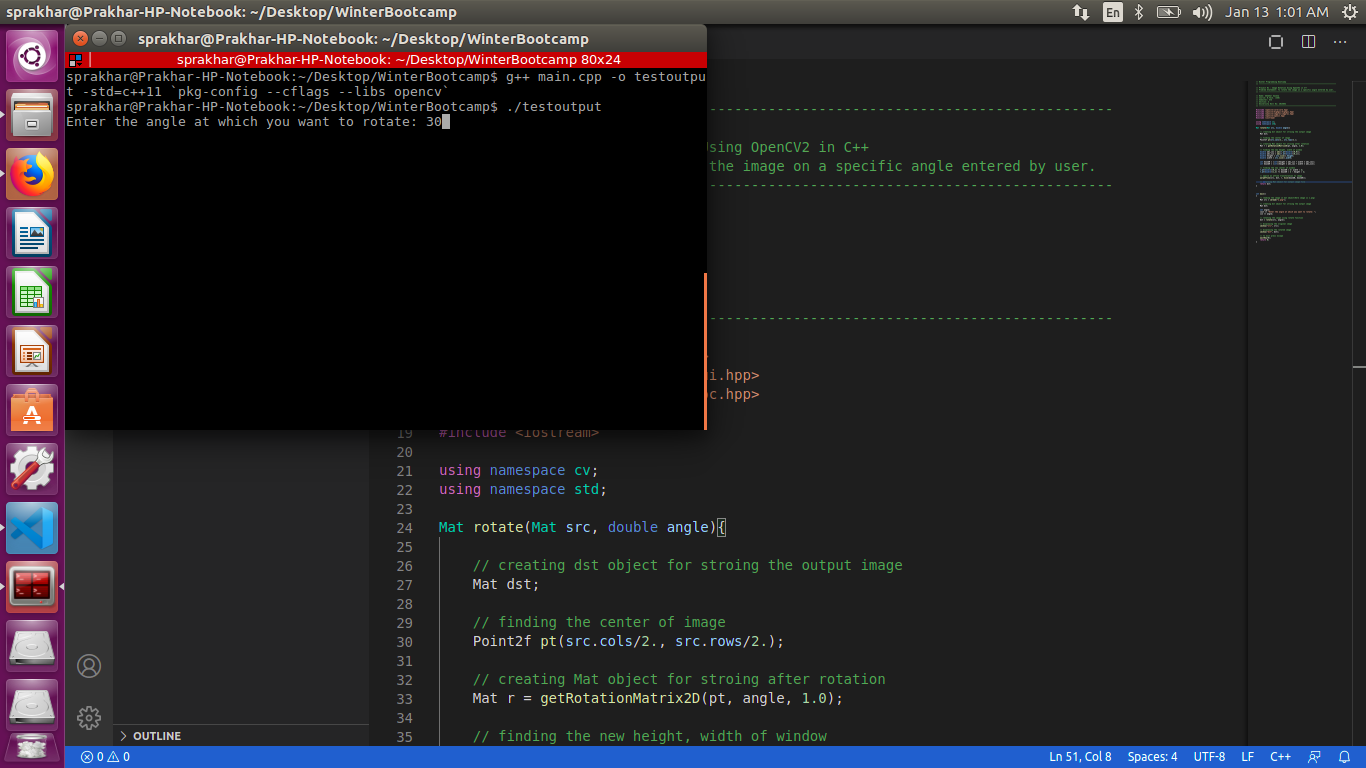 sprakhar@Prakhar-HP-Notebook: ~/Desktop/WinterBootcamp
En
Jan 13 1:01 AM
sprakhar@Prakhar-HP-Notebook: ~/Desktop/WinterBootcamp
sprakhar@Prakhar-HP-Notebook: ~/Desktop/WinterBootcamp 80x24
sprakhar@Prakhar-HP-Notebook:~/Desktop/WinterBootcamp$ g++ main.cpp -o testoutpu
t -std=c++11 `pkg-config --cflags --libs opencv`
sprakhar@Prakhar-HP-Notebook:~/Desktop/WinterBootcamp$ ./testoutput
Enter the angle at which you want to rotate: 30
Using OpenCV2 in C++
the image on a specific angle entered by user.
i.hpp>
c.hpp>
19 #include <iostream>
20
21 using namespace cv;
22 using namespace std;
23
24 Mat rotate(Mat src, double angle){
25
26 // creating dst object for stroing the output image
27 Mat dst;
28
29 // finding the center of image
30 Point2f pt(src.cols/2., src.rows/2.);
31
32 // creating Mat object for stroing after rotation
33 Mat r = getRotationMatrix2D(pt, angle, 1.0);
34
35 // finding the new height, width of window
OUTLINE
0 0
Ln 51, Col 8 Spaces: 4 UTF-8 LF C++